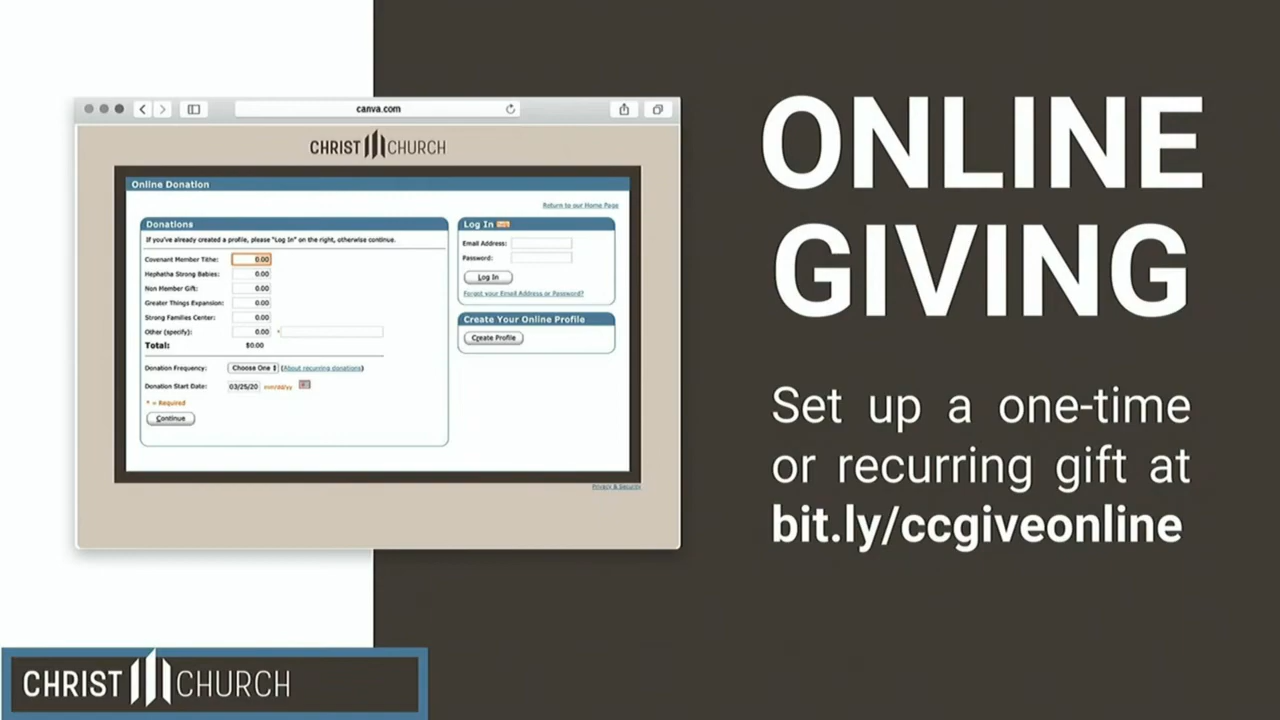 canva.com
CHRIST CHURCH
Online Donation
Return to our Home Page
Donations
If you've already created a profile, please "Log In" on the right, otherwise continue.
Covenant Member Tithe: 0.00
Hephatha Strong Babies: 0.00
Non Member Gift: 0.00
Greater Things Expansion: 0.00
Strong Families Center: 0.00
Other (specify): 0.00 *
Total: $0.00
Donation Frequency: Choose One (About recurring donations)
Donation Start Date: 03/25/20 mm/dd/yy
* = Required
Continue
Log In
Email Address:
Password:
Log In
Forgot your Email Address or Password?
Create Your Online Profile
Create Profile
Privacy & Security
ONLINE
GIVING
Set up a one-time
or recurring gift at
bit.ly/ccgiveonline
CHRIST CHURCH